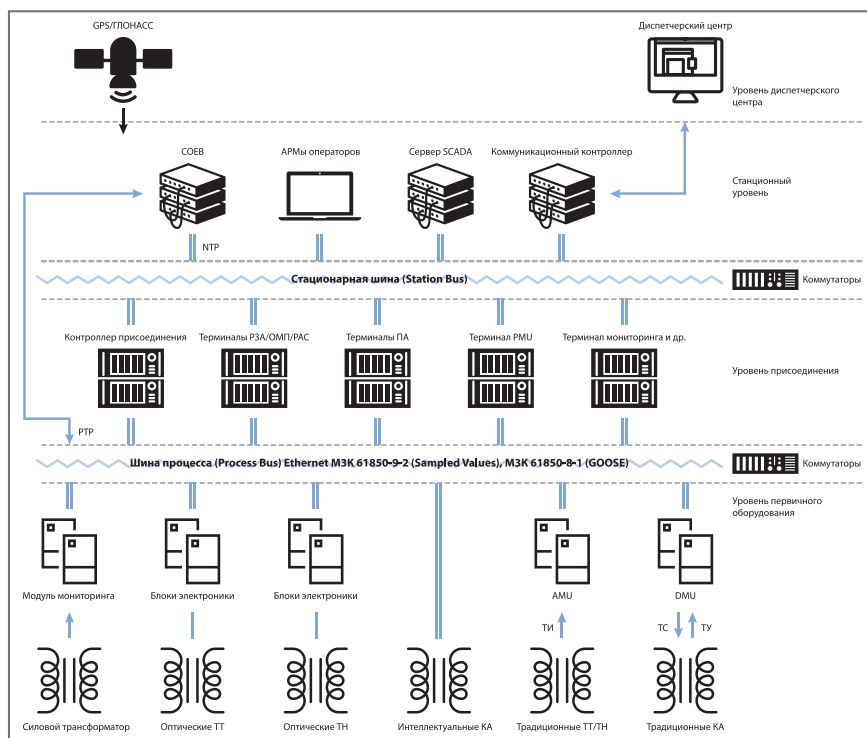 GPS/ГЛОНАСС
Диспетчерский центр
Уровень диспетчерского
центра
СОЕВ
АРМы операторов
Сервер SCADA
Коммуникационный контроллер
Станционный
уровень
NTP
Стационарная шина (Station Bus)
Коммутаторы
Контроллер присоединения
Терминалы РЗА/ОМП/РАС
Терминалы ПА
Терминал PMU
Терминал мониторинга и др.
Уровень присоединения
PTP
Шина процесса (Process Bus) Ethernet МЗК 61850-9-2 (Sampled Values), МЗК 61850-8-1 (GOOSE)
Коммутаторы
Уровень первичного
оборудования
Модуль мониторинга
Блоки электроники
Блоки электроники
AMU
DMU
ТИ
ТС
ТУ
Силовой трансформатор
Оптические ТТ
Оптические ТН
Интеллектуальные КА
Традиционные ТТ/ТН
Традиционные КА